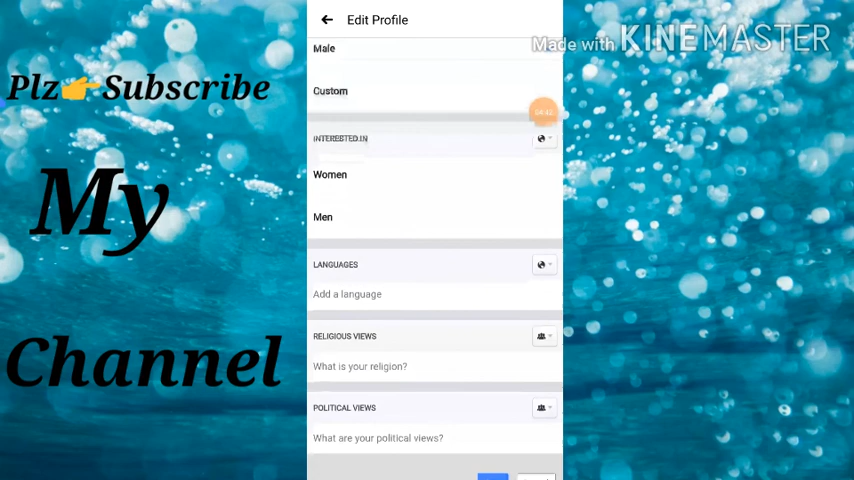 Edit Profile
Made with KINEMASTER
Male
Plz👉Subscribe
Custom
INTERESTED IN
Women
My
Men
LANGUAGES
Add a language
RELIGIOUS VIEWS
Channel
What is your religion?
POLITICAL VIEWS
What are your political views?